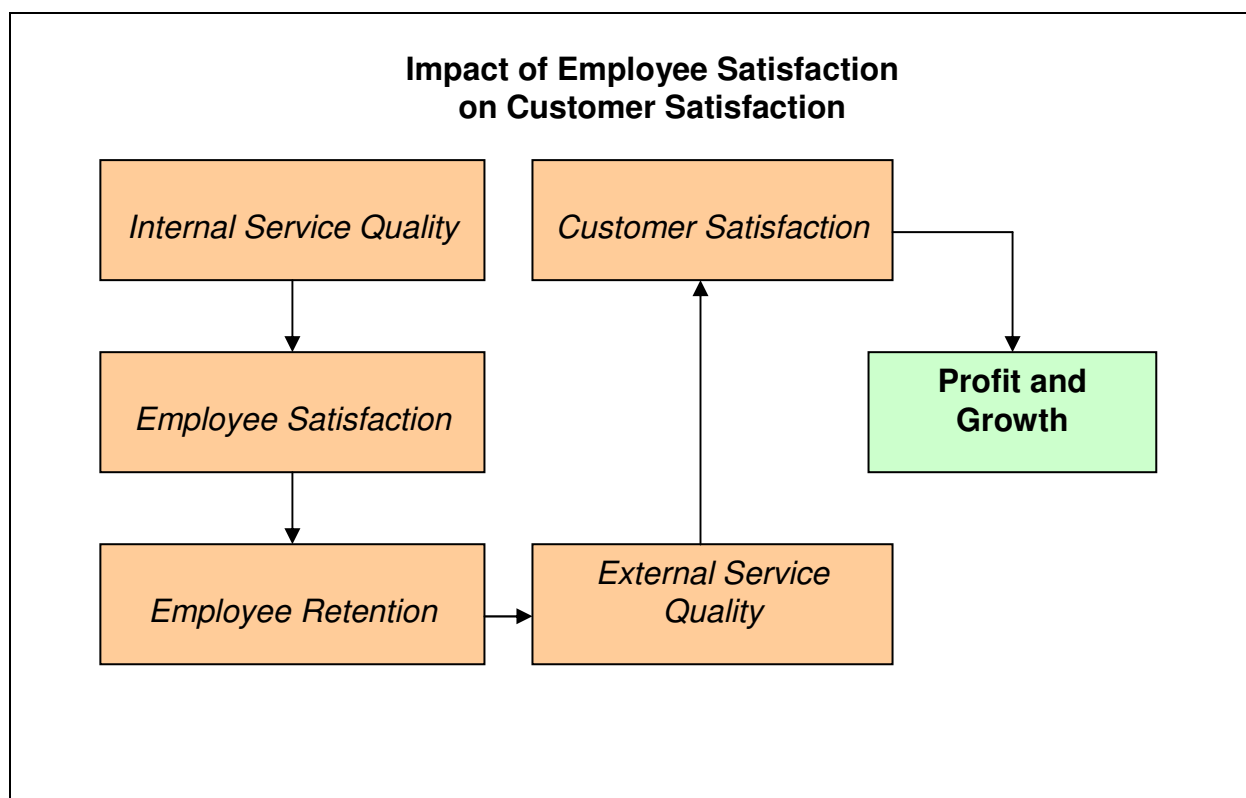 Impact of Employee Satisfaction
on Customer Satisfaction
Internal Service Quality
Customer Satisfaction
Profit and
Growth
Employee Satisfaction
External Service
Quality
Employee Retention